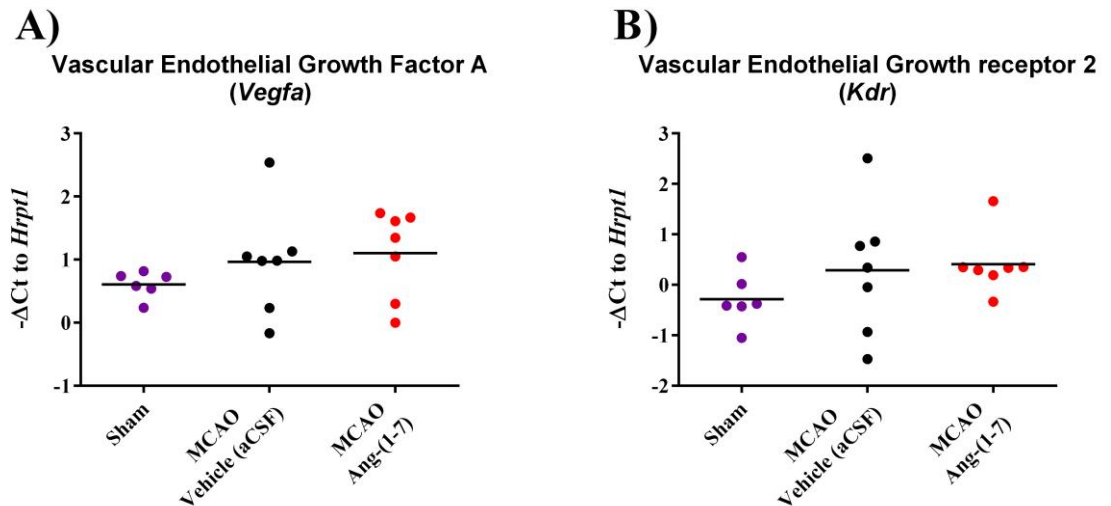 A)
Vascular Endothelial Growth Factor A
(Vegfa)
-ΔCt to Hrpt1
3
2
1
0
-1
Sham
MCAO
Vehicle (aCSF)
MCAO
Ang-(1-7)
B)
Vascular Endothelial Growth receptor 2
(Kdr)
-ΔCt to Hrpt1
3
2
1
0
-1
-2
Sham
MCAO
Vehicle (aCSF)
MCAO
Ang-(1-7)